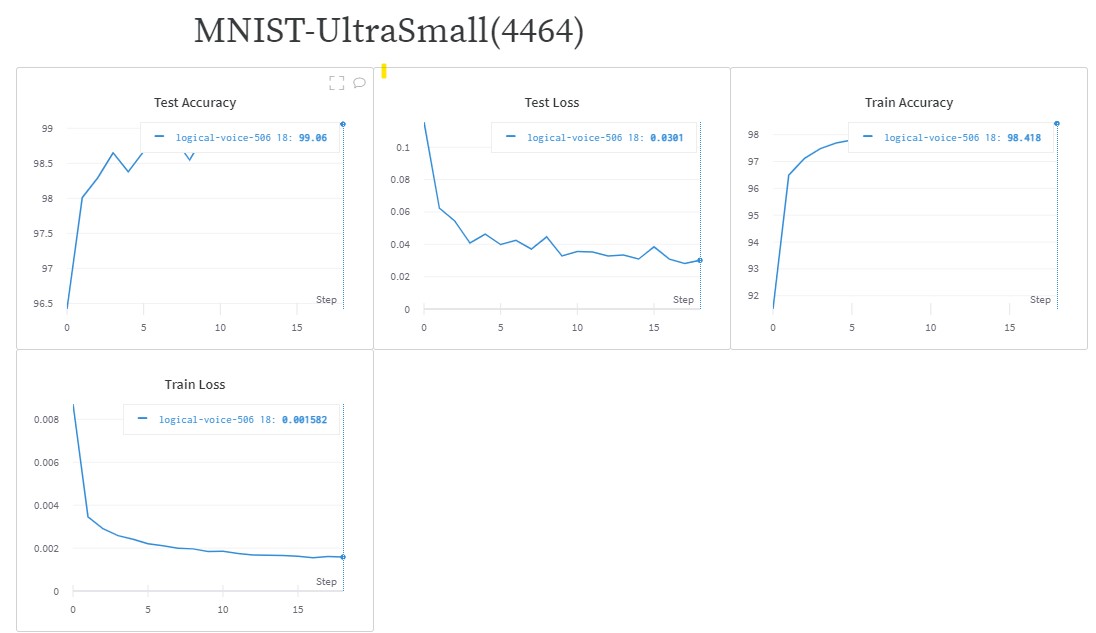 MNIST-UltraSmall(4464)
Test Accuracy
logical-voice-506 18: 99.06
99
98.5
98
97.5
97
96.5
Step
0 5 10 15
Test Loss
logical-voice-506 18: 0.0301
0.1
0.08
0.06
0.04
0.02
0
Step
0 5 10 15
Train Accuracy
logical-voice-506 18: 98.418
98
97
96
95
94
93
92
Step
0 5 10 15
Train Loss
logical-voice-506 18: 0.001582
0.008
0.006
0.004
0.002
0
Step
0 5 10 15